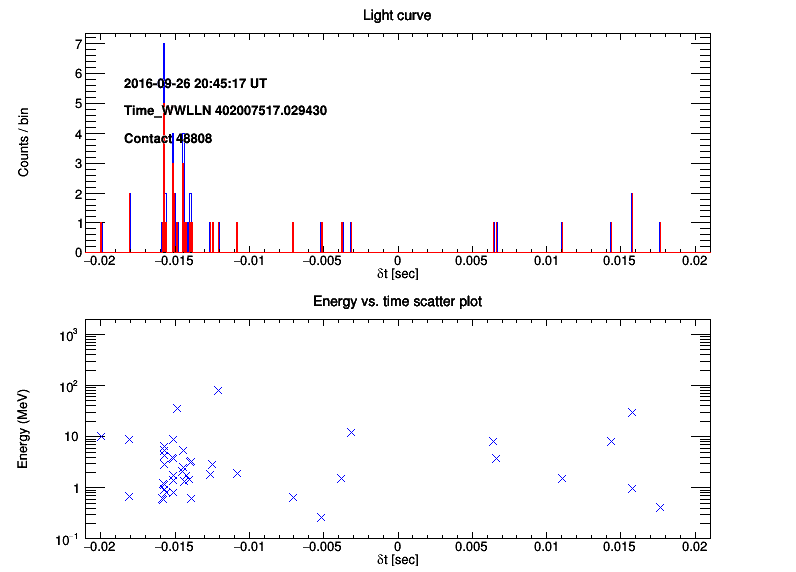 Light curve
Counts / bin
7
6
5
4
3
2
1
0
2016-09-26 20:45:17 UT
Time_WWLLN 402007517.029430
Contact 48808
−0.02 −0.015 −0.01 −0.005 0 0.005 0.01 0.015 0.02
δt [sec]
Energy vs. time scatter plot
Energy (MeV)
10³
10²
10
1
10⁻¹
−0.02 −0.015 −0.01 −0.005 0 0.005 0.01 0.015 0.02
δt [sec]